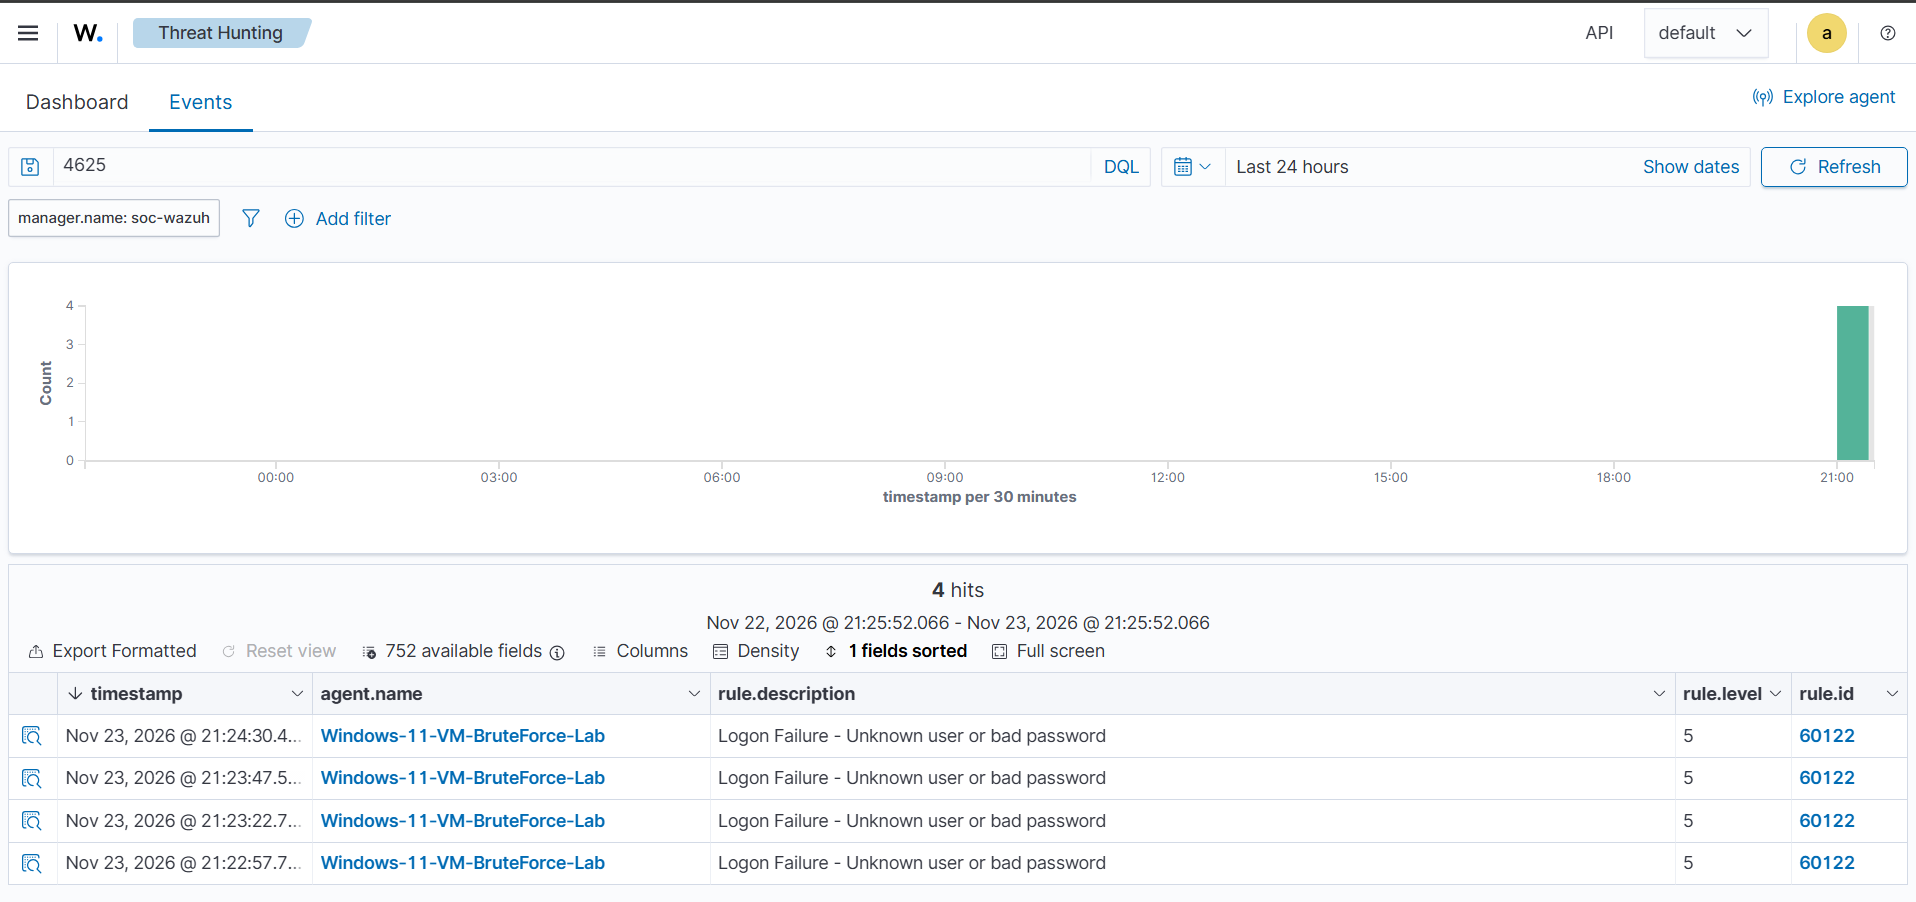 W. Threat Hunting API default a
Dashboard Events Explore agent
4625 DQL Last 24 hours Show dates Refresh
manager.name: soc-wazuh Add filter
4
3
2
1
0
Count
00:00 03:00 06:00 09:00 12:00 15:00 18:00 21:00
timestamp per 30 minutes
4 hits
Nov 22, 2026 @ 21:25:52.066 - Nov 23, 2026 @ 21:25:52.066
Export Formatted Reset view 752 available fields Columns Density 1 fields sorted Full screen
timestamp agent.name rule.description rule.level rule.id
Nov 23, 2026 @ 21:24:30.4... Windows-11-VM-BruteForce-Lab Logon Failure - Unknown user or bad password 5 60122
Nov 23, 2026 @ 21:23:47.5... Windows-11-VM-BruteForce-Lab Logon Failure - Unknown user or bad password 5 60122
Nov 23, 2026 @ 21:23:22.7... Windows-11-VM-BruteForce-Lab Logon Failure - Unknown user or bad password 5 60122
Nov 23, 2026 @ 21:22:57.7... Windows-11-VM-BruteForce-Lab Logon Failure - Unknown user or bad password 5 60122